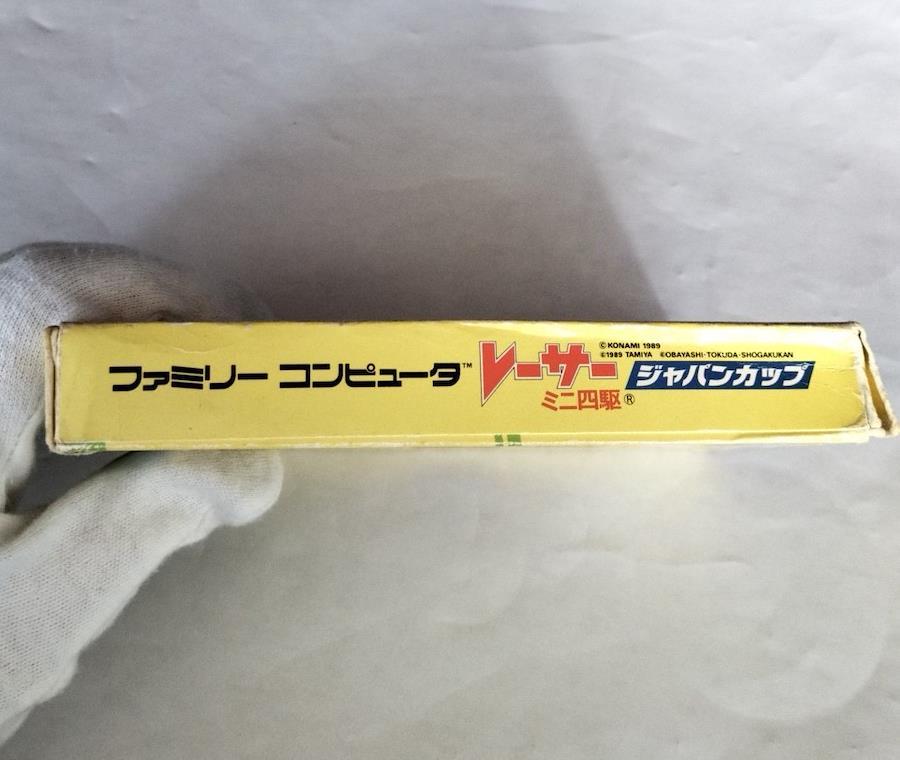 ファミリー コンピュータ™
レーサー
ミニ四駆®
©KONAMI 1989
©1989 TAMIYA ©OBAYASHI・TOKUDA・SHOGAKUKAN
ジャパンカップ